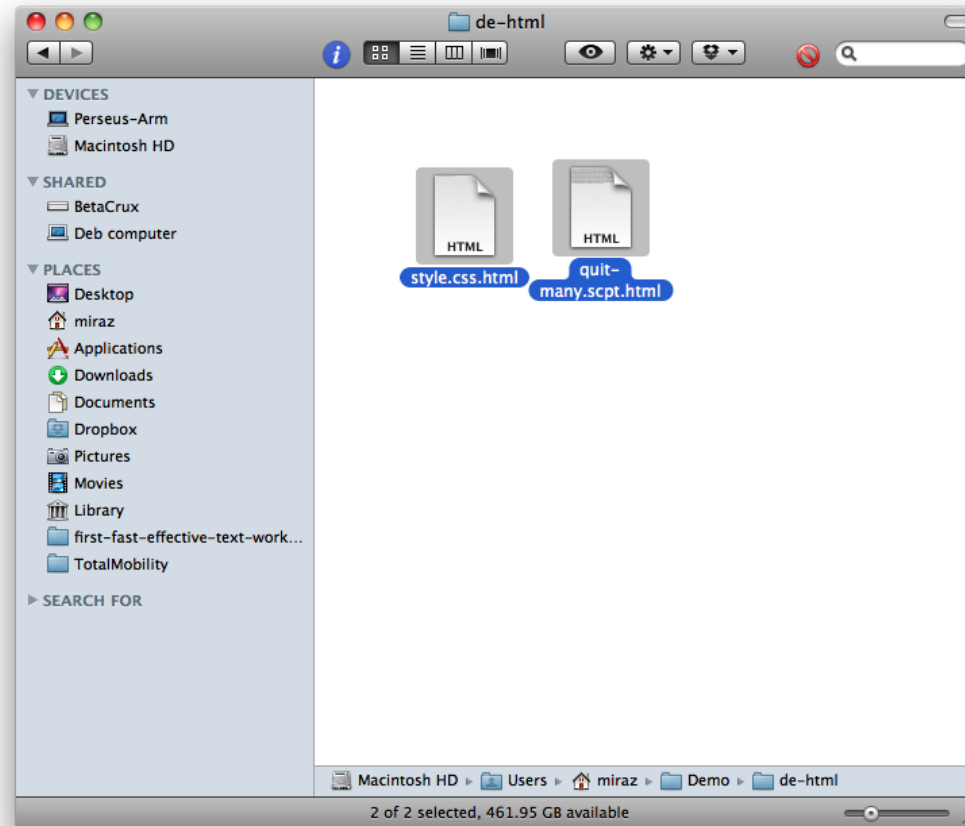 de-html
DEVICES
Perseus-Arm
Macintosh HD
SHARED
BetaCrux
Deb computer
PLACES
Desktop
miraz
Applications
Downloads
Documents
Dropbox
Pictures
Movies
Library
first-fast-effective-text-work...
TotalMobility
SEARCH FOR
HTML
style.css.html
HTML
quit-
many.scpt.html
Macintosh HD Users miraz Demo de-html
2 of 2 selected, 461.95 GB available